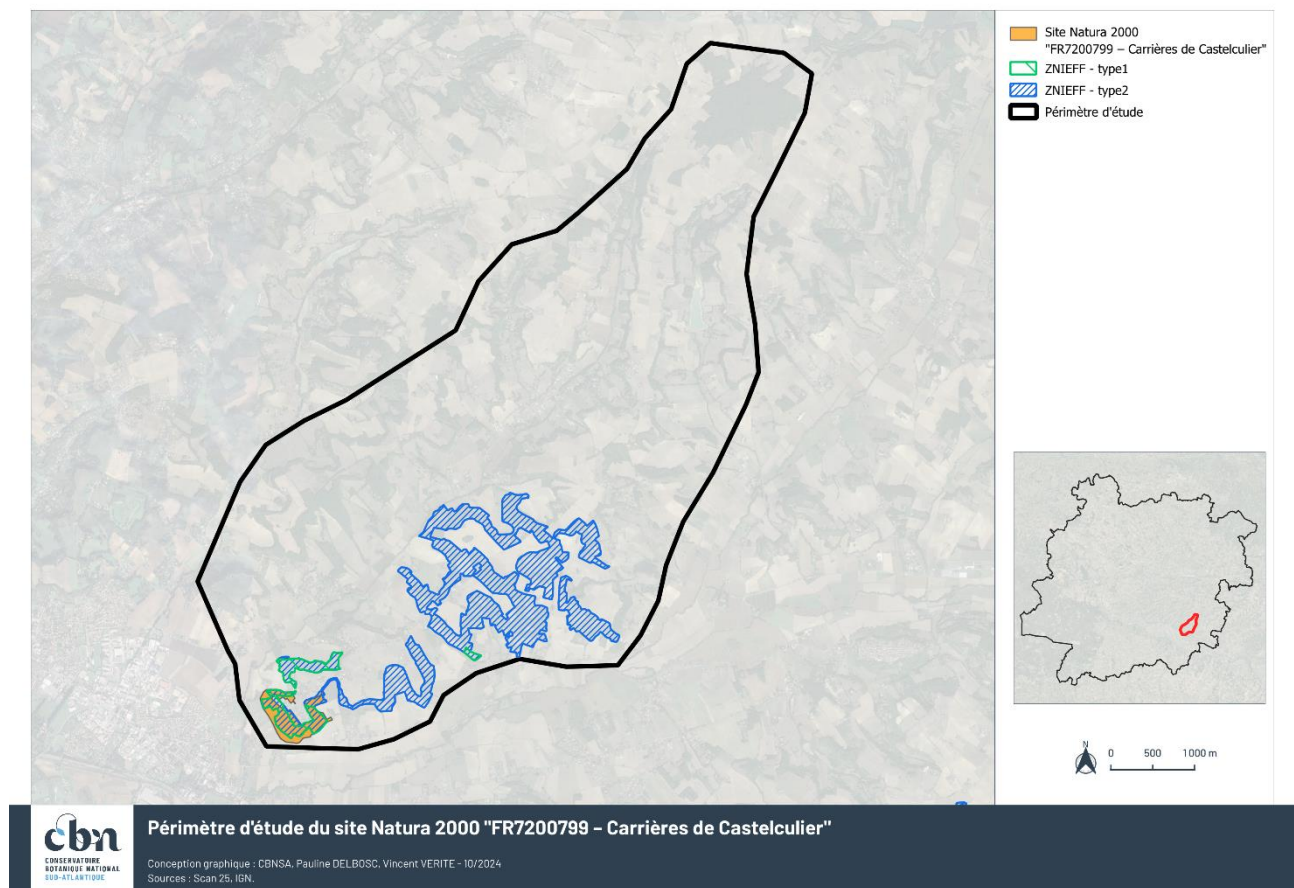 Site Natura 2000
"FR7200799 – Carrières de Castelculier"
ZNIEFF - type1
ZNIEFF - type2
Périmètre d'étude
N
0 500 1000 m
cbn
CONSERVATOIRE
BOTANIQUE NATIONAL
SUD-ATLANTIQUE
Périmètre d'étude du site Natura 2000 "FR7200799 – Carrières de Castelculier"
Conception graphique : CBNSA, Pauline DELBOSC, Vincent VERITE - 10/2024
Sources : Scan 25, IGN.